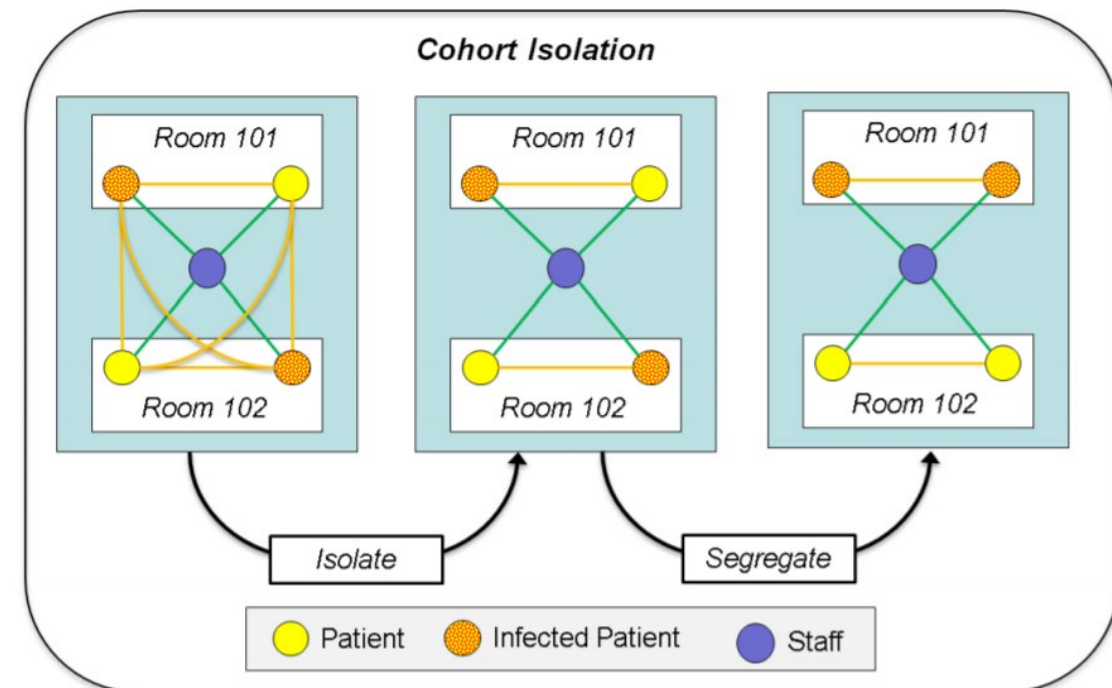 Cohort Isolation
Room 101
Room 101
Room 101
Room 102
Room 102
Room 102
Isolate
Segregate
Patient
Infected Patient
Staff